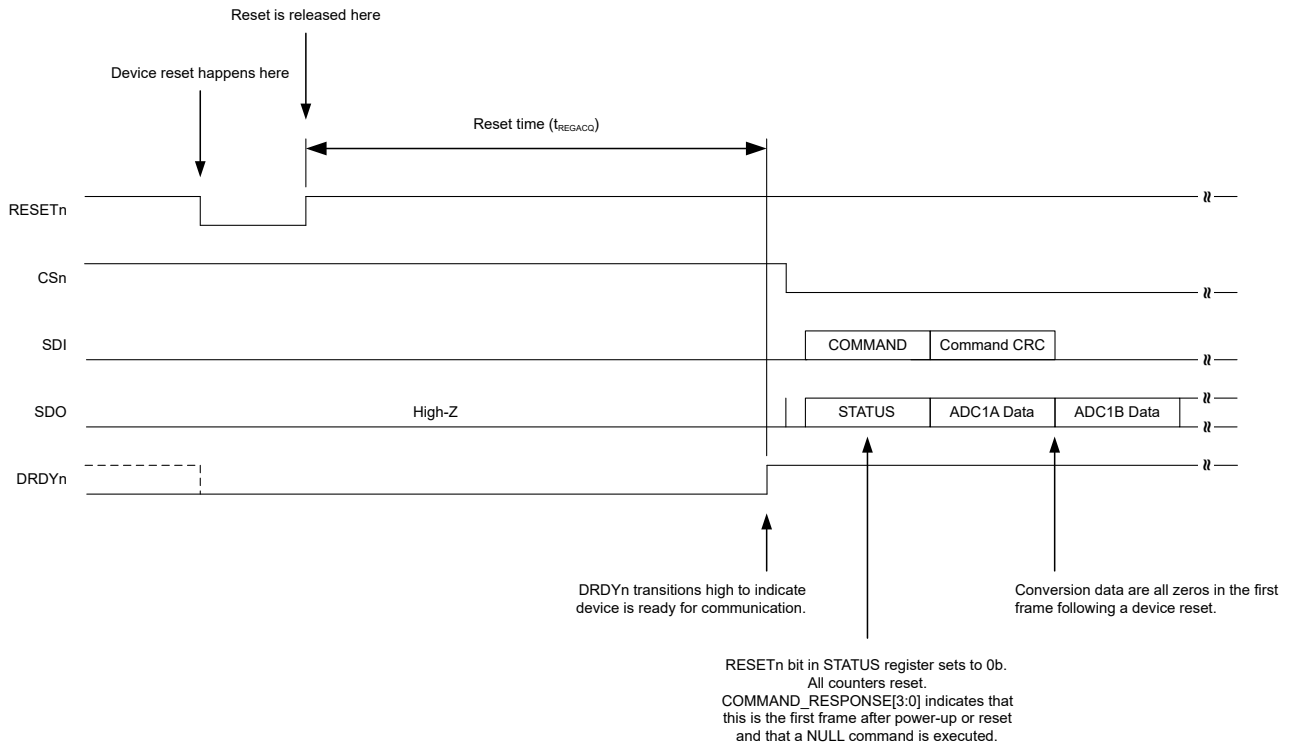 Reset is released here
Device reset happens here
Reset time (tREGACQ)
RESETn
CSn
SDI
COMMAND
Command CRC
SDO
High-Z
STATUS
ADC1A Data
ADC1B Data
DRDYn
DRDYn transitions high to indicate
device is ready for communication.
Conversion data are all zeros in the first
frame following a device reset.
RESETn bit in STATUS register sets to 0b.
All counters reset.
COMMAND_RESPONSE[3:0] indicates that
this is the first frame after power-up or reset
and that a NULL command is executed.